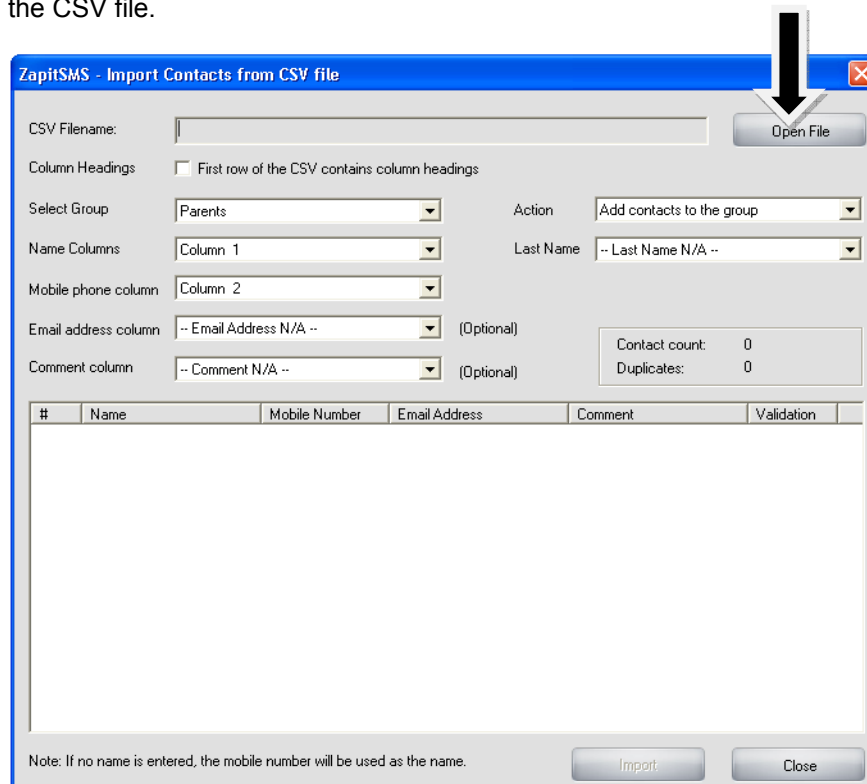 the CSV file.
ZapitSMS - Import Contacts from CSV file
CSV Filename: Open File
Column Headings First row of the CSV contains column headings
Select Group Parents Action Add contacts to the group
Name Columns Column 1 Last Name -- Last Name N/A --
Mobile phone column Column 2
Email address column -- Email Address N/A -- (Optional)
Contact count: 0
Comment column -- Comment N/A -- (Optional) Duplicates: 0
# Name Mobile Number Email Address Comment Validation
Note: If no name is entered, the mobile number will be used as the name. Import Close